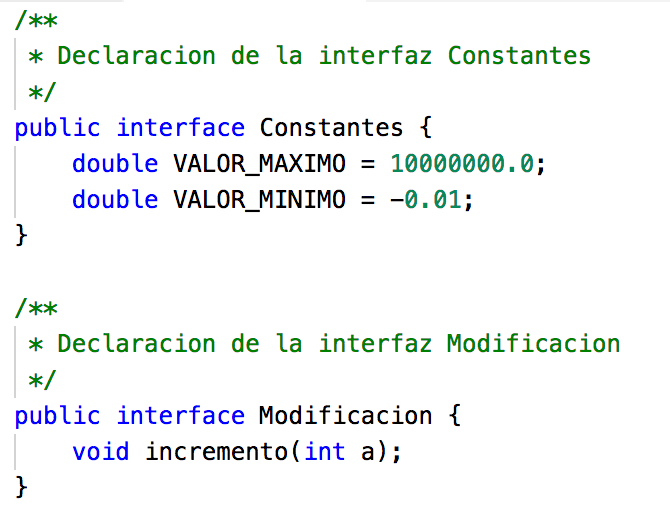 /**
 * Declaracion de la interfaz Constantes
 */
public interface Constantes {
    double VALOR_MAXIMO = 10000000.0;
    double VALOR_MINIMO = -0.01;
}

/**
 * Declaracion de la interfaz Modificacion
 */
public interface Modificacion {
    void incremento(int a);
}